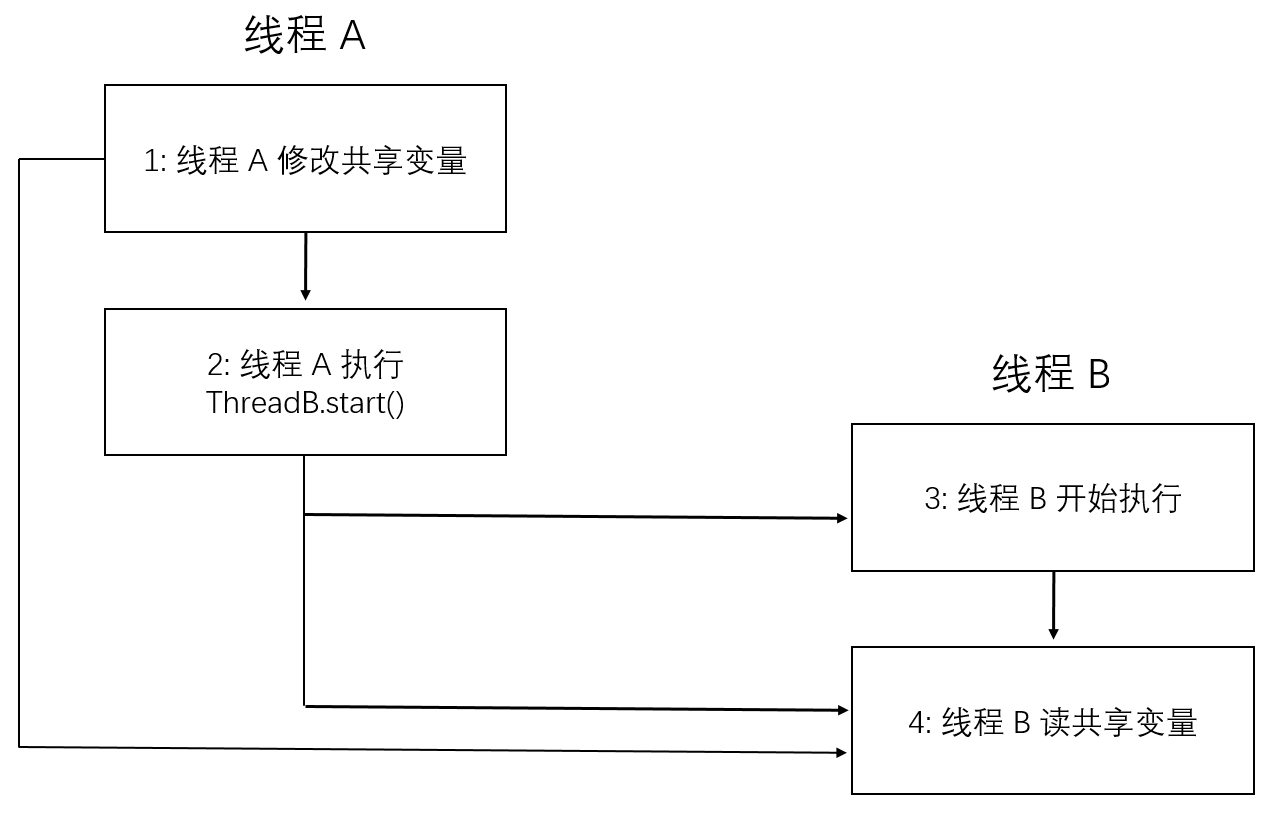 线程 A
1: 线程 A 修改共享变量
2: 线程 A 执行
ThreadB.start()
线程 B
3: 线程 B 开始执行
4: 线程 B 读共享变量